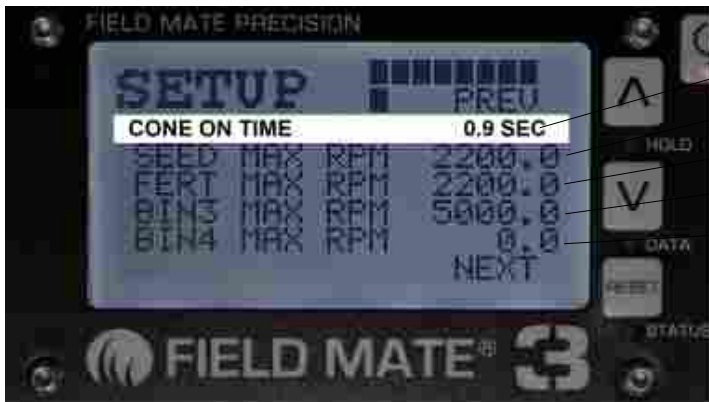 FIELD MATE PRECISION
SETUP
PREV
CONE ON TIME 0.9 SEC
SEED MAX RPM 2200.0
FERT MAX RPM 2200.0
BIN3 MAX RPM 5000.0
BIN4 MAX RPM 0.0
NEXT
HOLD
DATA
RESET
STATUS
FIELD MATE® 3